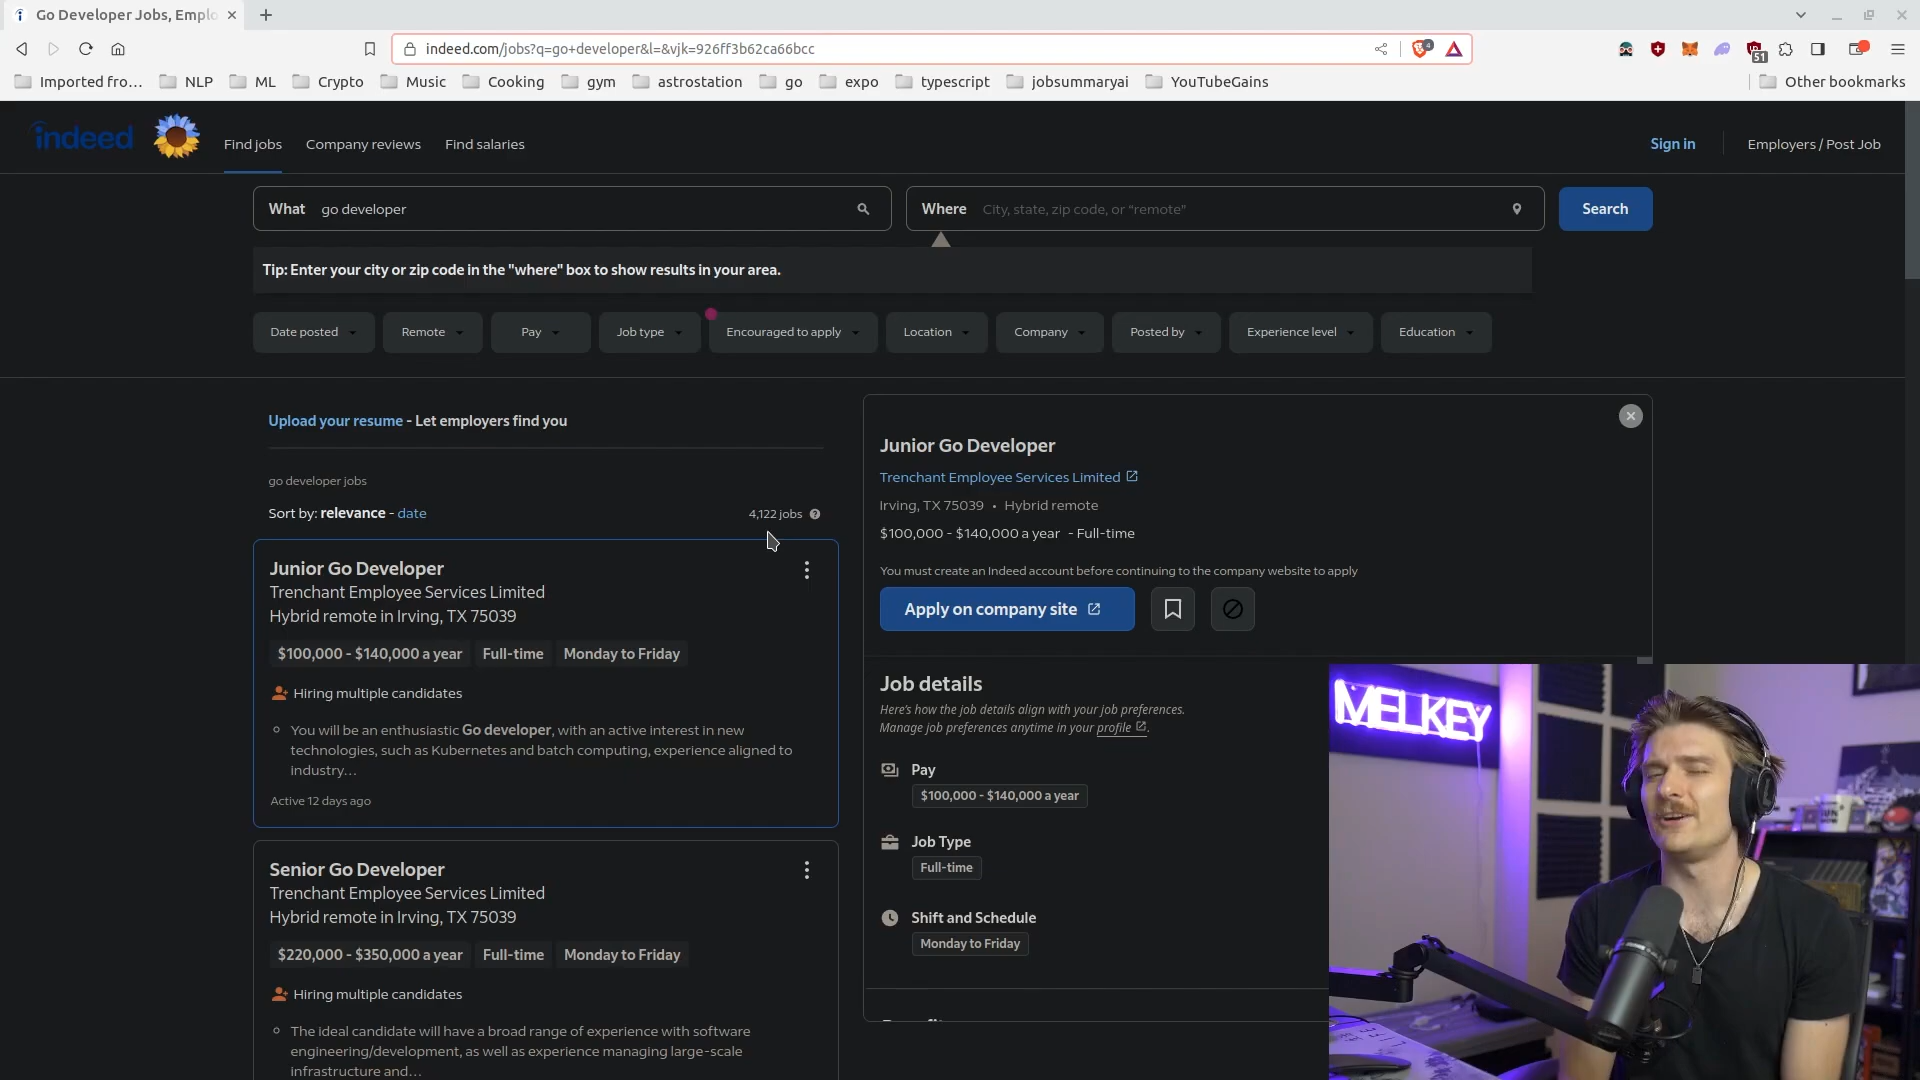 Go Developer Jobs, Emplo
indeed.com/jobs?q=go+developer&l=&vjk=926ff3b62ca66bcc
4
51
Imported fro... NLP ML Crypto Music Cooking gym astrostation go expo typescript jobsummaryai YouTubeGains Other bookmarks
indeed Find jobs Company reviews Find salaries Sign in Employers / Post Job
What go developer Where City, state, zip code, or "remote" Search
Tip: Enter your city or zip code in the "where" box to show results in your area.
Date posted Remote Pay Job type Encouraged to apply Location Company Posted by Experience level Education
Upload your resume - Let employers find you
go developer jobs
Sort by: relevance - date 4,122 jobs
Junior Go Developer
Trenchant Employee Services Limited
Hybrid remote in Irving, TX 75039
$100,000 - $140,000 a year Full-time Monday to Friday
Hiring multiple candidates
You will be an enthusiastic Go developer, with an active interest in new
technologies, such as Kubernetes and batch computing, experience aligned to
industry…
Active 12 days ago
Senior Go Developer
Trenchant Employee Services Limited
Hybrid remote in Irving, TX 75039
$220,000 - $350,000 a year Full-time Monday to Friday
Hiring multiple candidates
The ideal candidate will have a broad range of experience with software
engineering/development, as well as experience managing large-scale
infrastructure and…
Junior Go Developer
Trenchant Employee Services Limited
Irving, TX 75039 • Hybrid remote
$100,000 - $140,000 a year - Full-time
You must create an Indeed account before continuing to the company website to apply
Apply on company site
Job details
Here's how the job details align with your job preferences.
Manage job preferences anytime in your profile.
Pay
$100,000 - $140,000 a year
Job Type
Full-time
Shift and Schedule
Monday to Friday
MELKEY